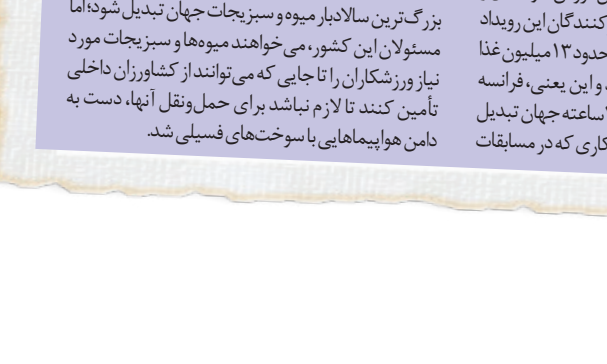 کنندگان این رویداد
حدود ۱۳ میلیون غذا
و این یعنی، فرانسه
ساعته جهان تبدیل
کاری که در مسابقات
بزرگ‌ترین سالادبار میوه و سبزیجات جهان تبدیل شود؛ اما
مسئولان این کشور، می‌خواهند میوه‌ها و سبزیجات مورد
نیاز ورزشکاران را تا جایی که می‌توانند از کشاورزان داخلی
تأمین کنند تا لازم نباشد برای حمل‌ونقل آنها، دست به
دامن هواپیماهایی با سوخت‌های فسیلی شد.